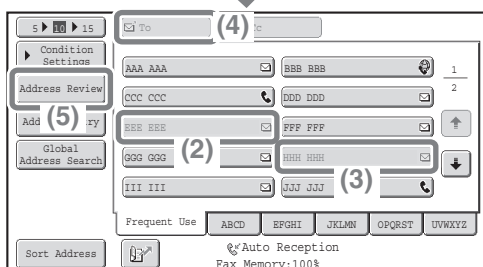 5 10 15
To
(4)
Cc
Condition
Settings
AAA AAA
BBB BBB
1
2
Address Review
CCC CCC
DDD DDD
(5)
EEE EEE
(2)
FFF FFF
Global
Address Search
GGG GGG
HHH HHH
(3)
III III
JJJ JJJ
Frequent Use
ABCD
EFGHI
JKLMN
OPQRST
UVWXYZ
Sort Address
Auto Reception
Fax Memory:100%